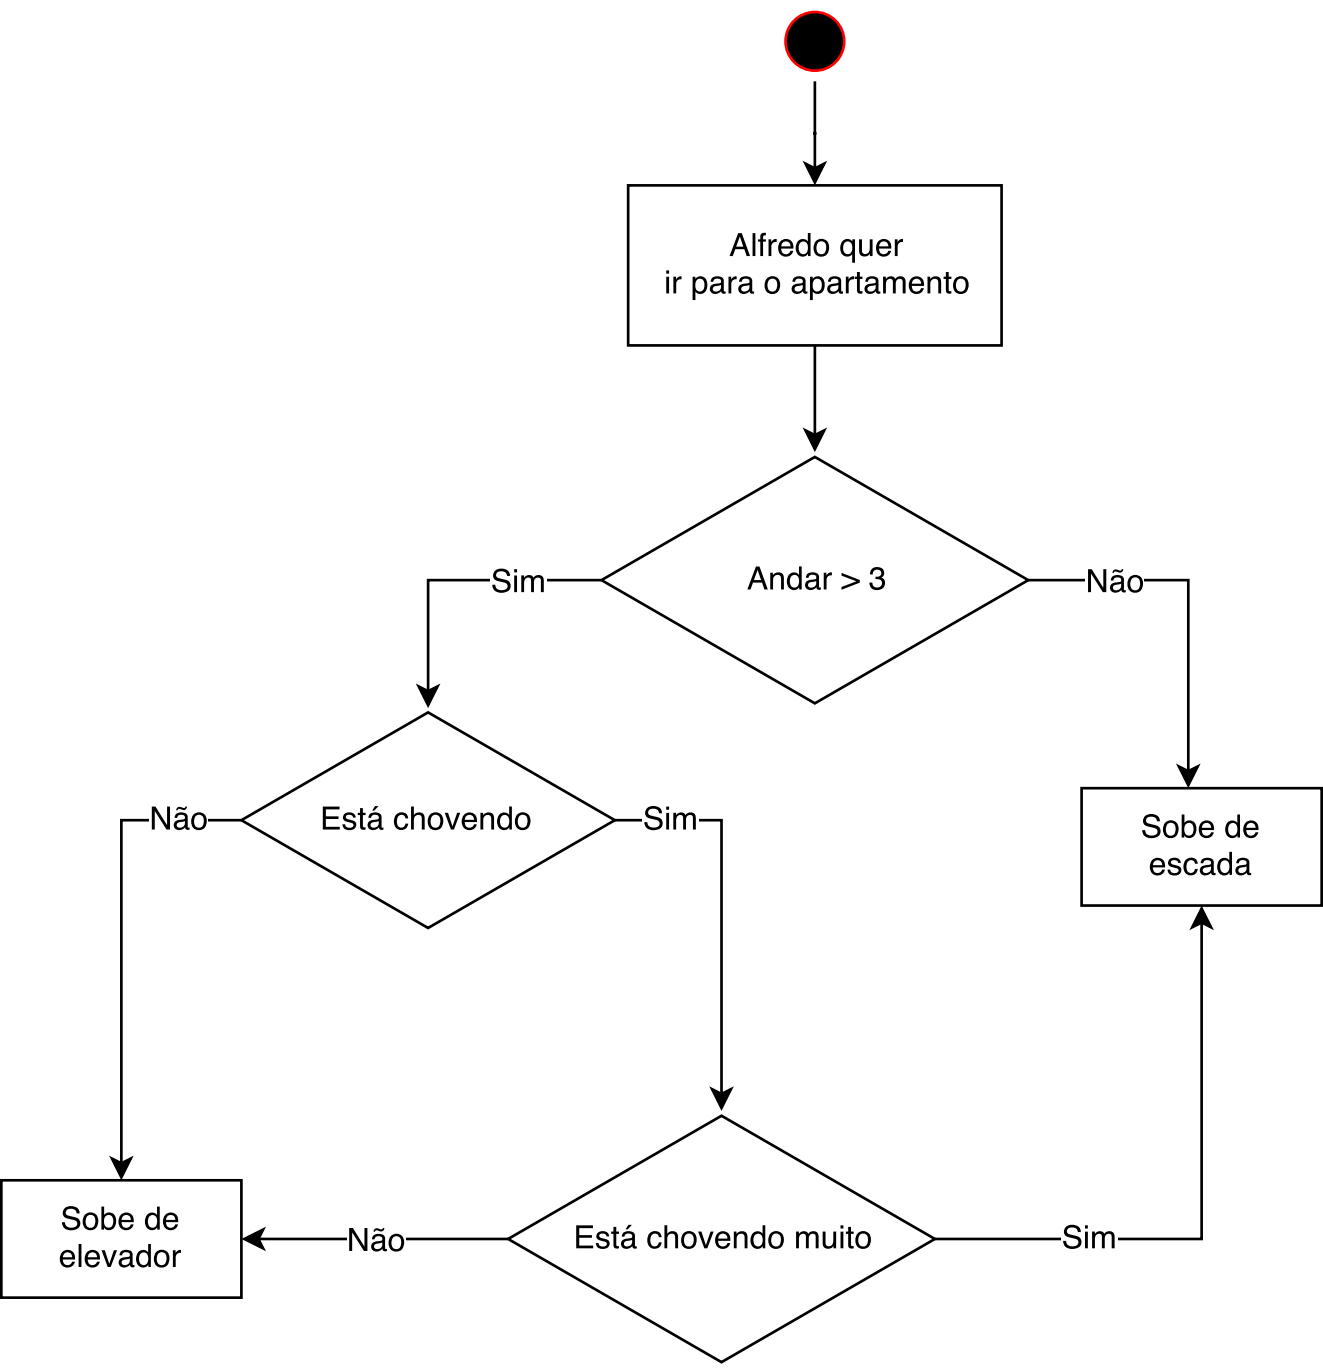 Alfredo quer
ir para o apartamento
Andar > 3
Sim
Não
Está chovendo
Não
Sim
Sobe de
escada
Sobe de
elevador
Está chovendo muito
Não
Sim